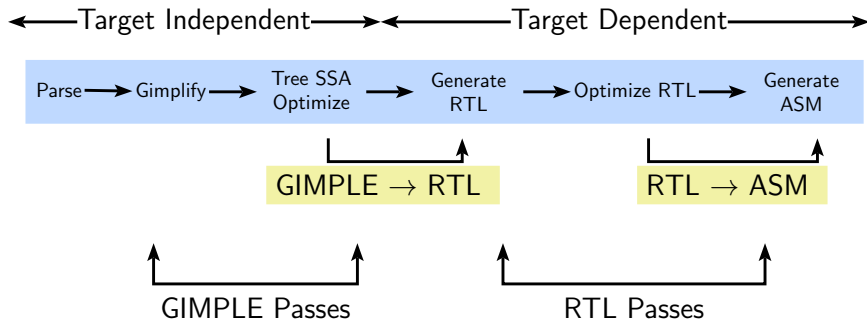 Target Independent Target Dependent
Parse Gimplify Tree SSA Optimize Generate RTL Optimize RTL Generate ASM
GIMPLE → RTL RTL → ASM
GIMPLE Passes RTL Passes